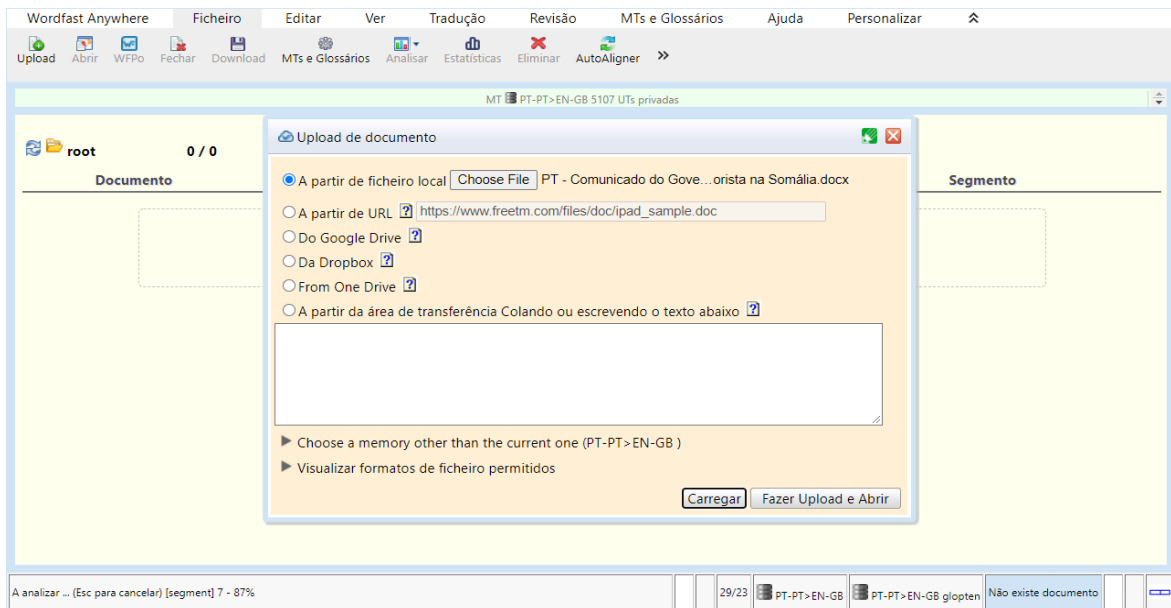 Wordfast Anywhere Ficheiro Editar Ver Tradução Revisão MTs e Glossários Ajuda Personalizar
Upload Abrir WFPo Fechar Download MTs e Glossários Analisar Estatísticas Eliminar AutoAligner »
MT PT-PT>EN-GB 5107 UTs privadas
root 0 / 0
Upload de documento
Documento Segmento
A partir de ficheiro local Choose File PT - Comunicado do Gove...orista na Somália.docx
A partir de URL ? https://www.freetm.com/files/doc/ipad_sample.doc
Do Google Drive ?
Da Dropbox ?
From One Drive ?
A partir da área de transferência Colando ou escrevendo o texto abaixo ?
Choose a memory other than the current one (PT-PT>EN-GB )
Visualizar formatos de ficheiro permitidos
Carregar Fazer Upload e Abrir
A analizar ... (Esc para cancelar) [segment] 7 - 87% 29/23 PT-PT>EN-GB PT-PT>EN-GB glopten Não existe documento